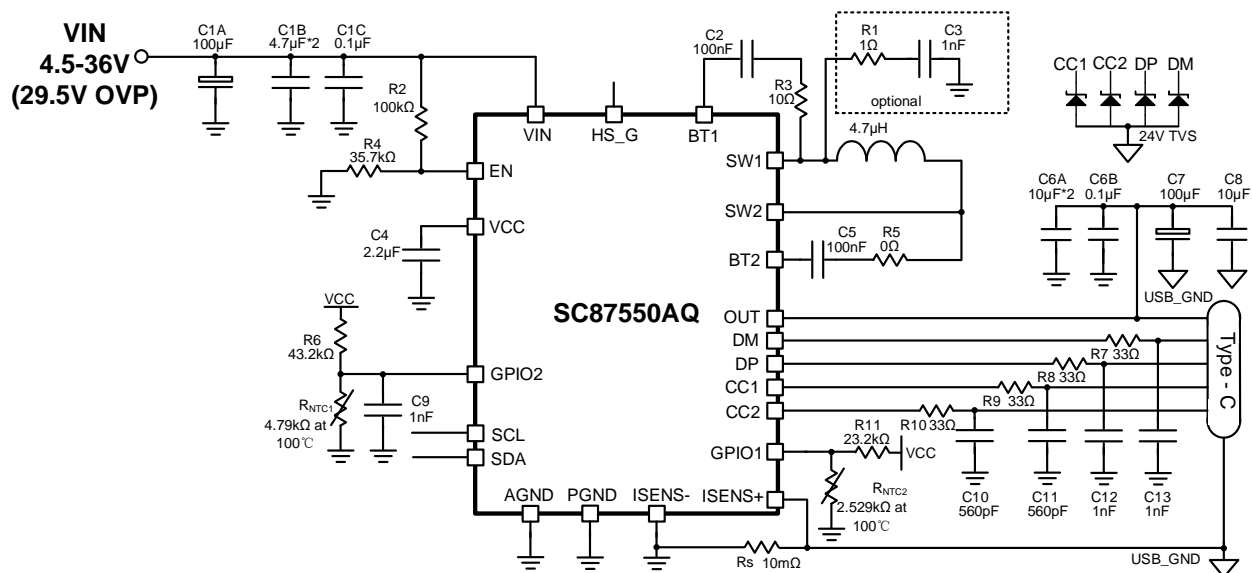 VIN
4.5-36V
(29.5V OVP)
C1A
100μF
C1B
4.7μF*2
C1C
0.1μF
R2
100kΩ
R4
35.7kΩ
C2
100nF
R3
10Ω
R1
1Ω
C3
1nF
optional
4.7μH
CC1
CC2
DP
DM
24V TVS
VIN
HS_G
BT1
EN
VCC
SW1
SW2
BT2
C4
2.2μF
C5
100nF
R5
0Ω
C6A
10μF*2
C6B
0.1μF
C7
100μF
C8
10μF
USB_GND
SC87550AQ
VCC
R6
43.2kΩ
RNTC1
4.79kΩ at
100℃
C9
1nF
GPIO2
SCL
SDA
OUT
DM
DP
CC1
CC2
GPIO1
R7 33Ω
R8 33Ω
R9 33Ω
R10 33Ω
Type - C
R11
23.2kΩ
VCC
RNTC2
2.529kΩ at
100℃
C10
560pF
C11
560pF
C12
1nF
C13
1nF
AGND
PGND
ISENS-
ISENS+
Rs 10mΩ
USB_GND